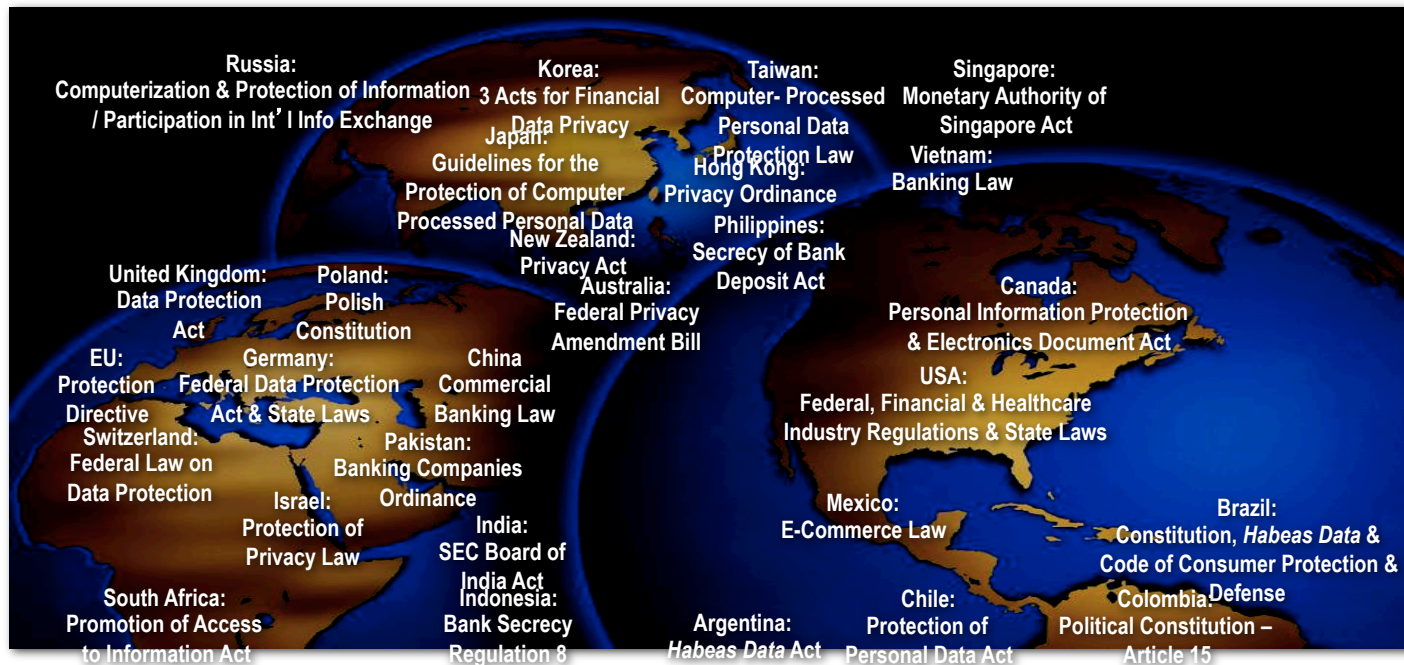 Russia:
Computerization & Protection of Information
/ Participation in Int' l Info Exchange
Korea:
3 Acts for Financial
Data Privacy
Taiwan:
Computer- Processed
Personal Data
Protection Law
Singapore:
Monetary Authority of
Singapore Act
Japan:
Guidelines for the
Protection of Computer
Processed Personal Data
Hong Kong:
Privacy Ordinance
Vietnam:
Banking Law
New Zealand:
Privacy Act
Philippines:
Secrecy of Bank
Deposit Act
United Kingdom:
Data Protection
Act
Poland:
Polish
Constitution
Australia:
Federal Privacy
Amendment Bill
Canada:
Personal Information Protection
& Electronics Document Act
EU:
Protection
Directive
Germany:
Federal Data Protection
Act & State Laws
China
Commercial
Banking Law
USA:
Federal, Financial & Healthcare
Industry Regulations & State Laws
Switzerland:
Federal Law on
Data Protection
Pakistan:
Banking Companies
Ordinance
Israel:
Protection of
Privacy Law
India:
SEC Board of
India Act
Mexico:
E-Commerce Law
Brazil:
Constitution, Habeas Data &
Code of Consumer Protection &
Defense
South Africa:
Promotion of Access
to Information Act
Indonesia:
Bank Secrecy
Regulation 8
Argentina:
Habeas Data Act
Chile:
Protection of
Personal Data Act
Colombia:
Political Constitution –
Article 15